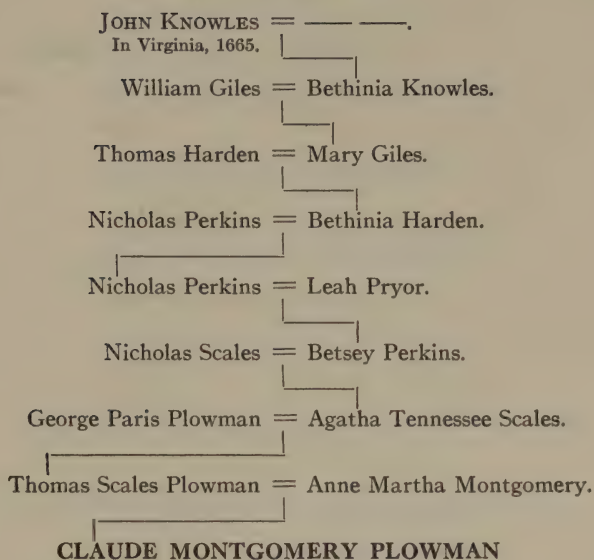 JOHN KNOWLES = — —.
In Virginia, 1665.
William Giles = Bethinia Knowles.
Thomas Harden = Mary Giles.
Nicholas Perkins = Bethinia Harden.
Nicholas Perkins = Leah Pryor.
Nicholas Scales = Betsey Perkins.
George Paris Plowman = Agatha Tennessee Scales.
Thomas Scales Plowman = Anne Martha Montgomery.
CLAUDE MONTGOMERY PLOWMAN